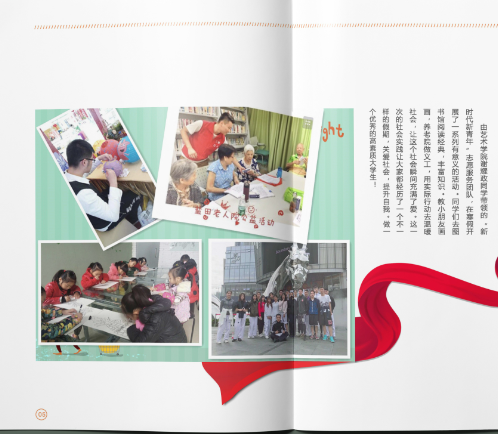 由艺术学院谢耀政同学带领的“新
时代新青年”志愿服务团队，在寒假开
展了一系列有意义的活动。同学们去图
书馆阅读经典，丰富知识。教小朋友画
画，养老院做义工，用实际行动去温暖
社会，让这个社会瞬间充满了爱。这一
次的社会实践让大家都经历了一个不一
样的假期，关爱社会，提升自我，做一
个优秀的高素质大学生！
ght
老人院公益活动